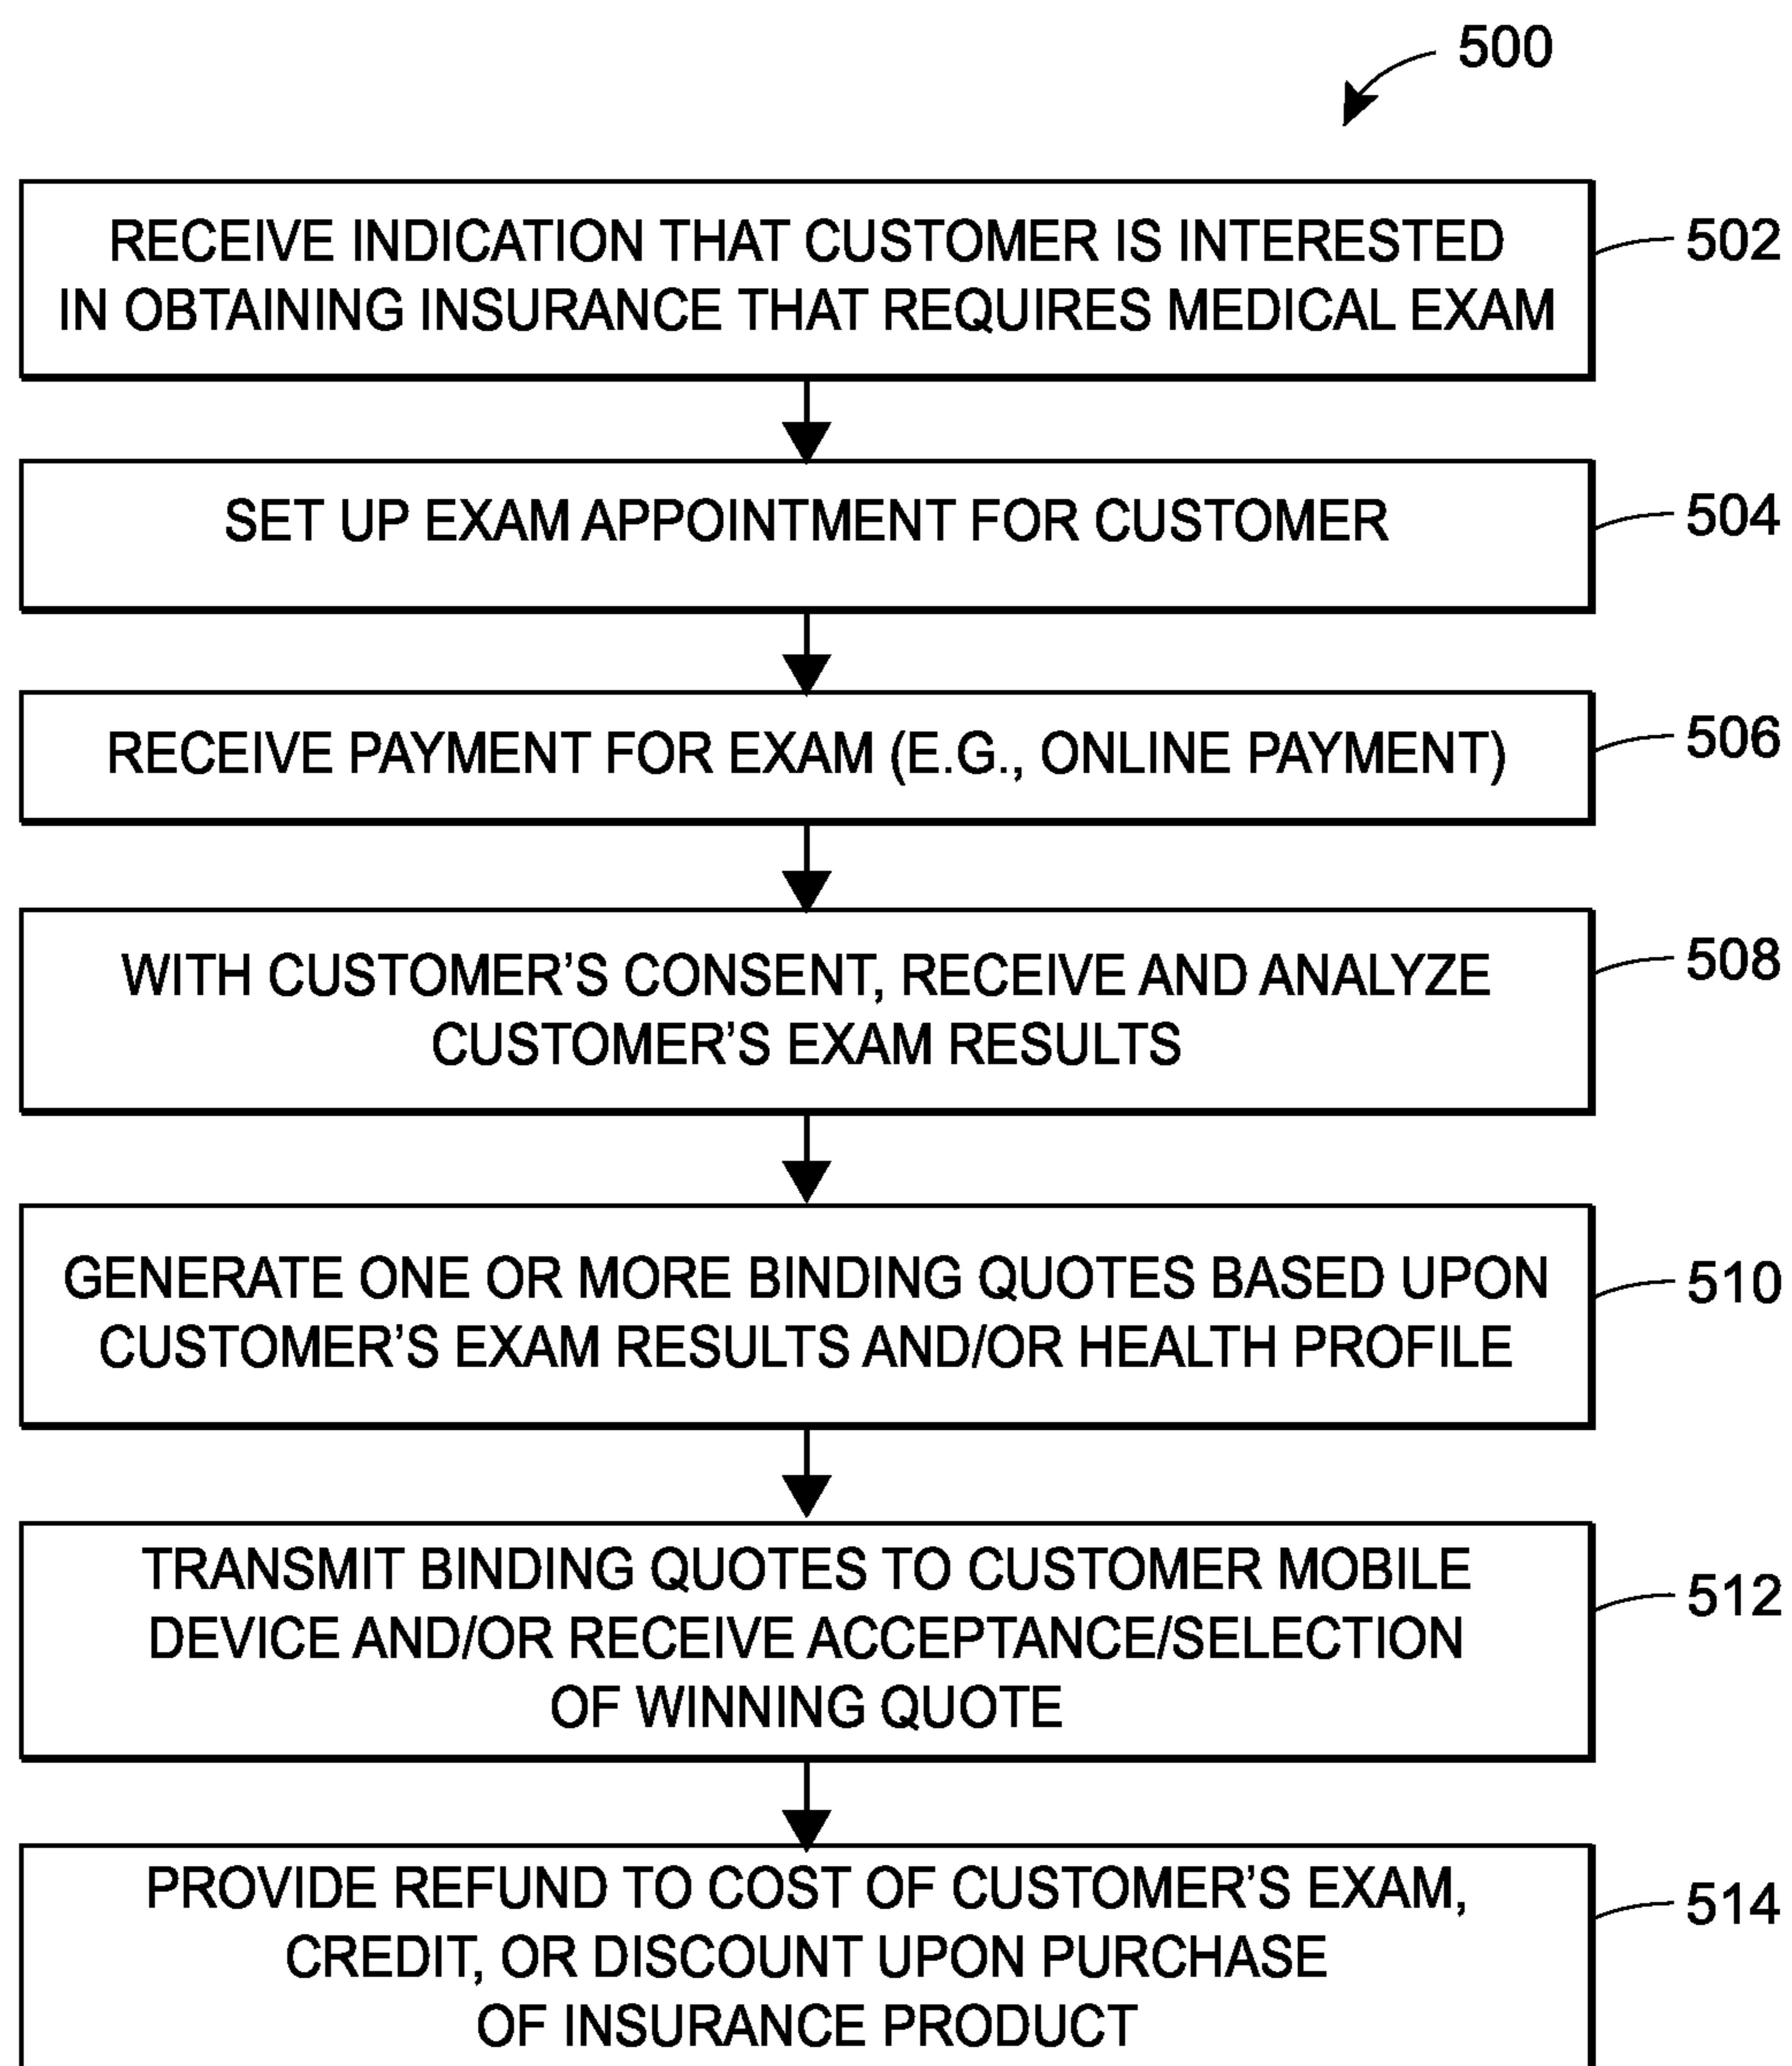 500
RECEIVE INDICATION THAT CUSTOMER IS INTERESTED
IN OBTAINING INSURANCE THAT REQUIRES MEDICAL EXAM
502
SET UP EXAM APPOINTMENT FOR CUSTOMER
504
RECEIVE PAYMENT FOR EXAM (E.G., ONLINE PAYMENT)
506
WITH CUSTOMER'S CONSENT, RECEIVE AND ANALYZE
CUSTOMER'S EXAM RESULTS
508
GENERATE ONE OR MORE BINDING QUOTES BASED UPON
CUSTOMER'S EXAM RESULTS AND/OR HEALTH PROFILE
510
TRANSMIT BINDING QUOTES TO CUSTOMER MOBILE
DEVICE AND/OR RECEIVE ACCEPTANCE/SELECTION
OF WINNING QUOTE
512
PROVIDE REFUND TO COST OF CUSTOMER'S EXAM,
CREDIT, OR DISCOUNT UPON PURCHASE
OF INSURANCE PRODUCT
514